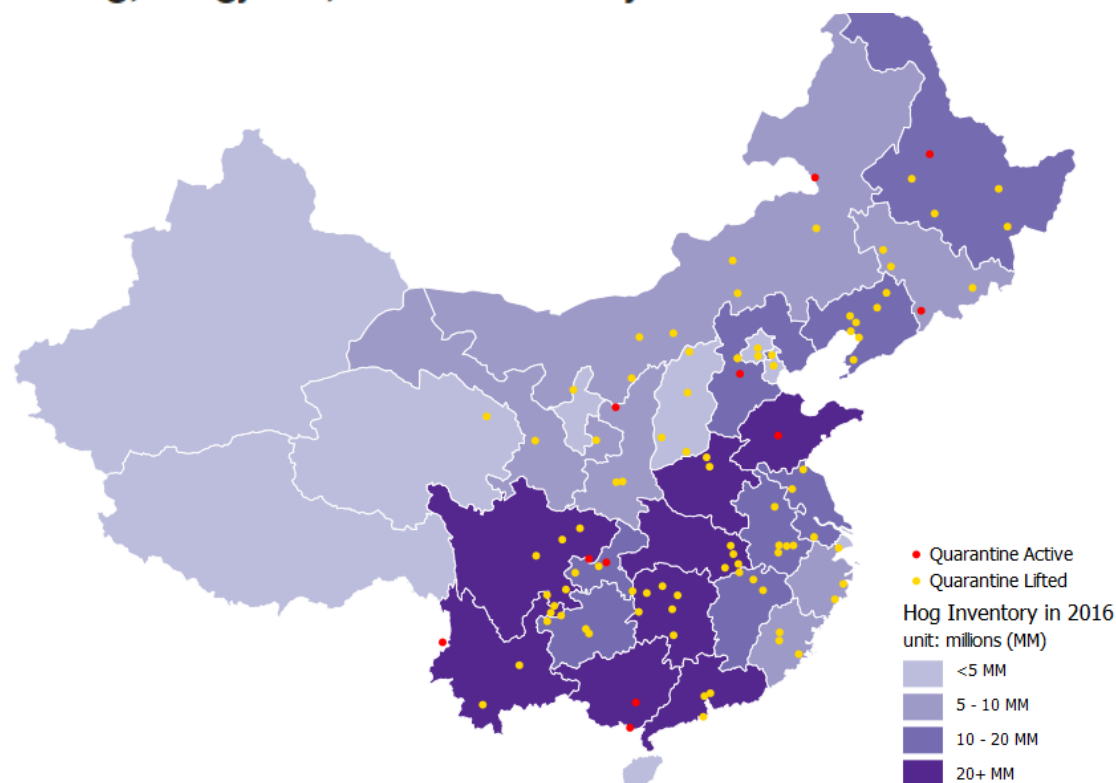 Quarantine Active
Quarantine Lifted
Hog Inventory in 2016
unit: millions (MM)
<5 MM
5 - 10 MM
10 - 20 MM
20+ MM